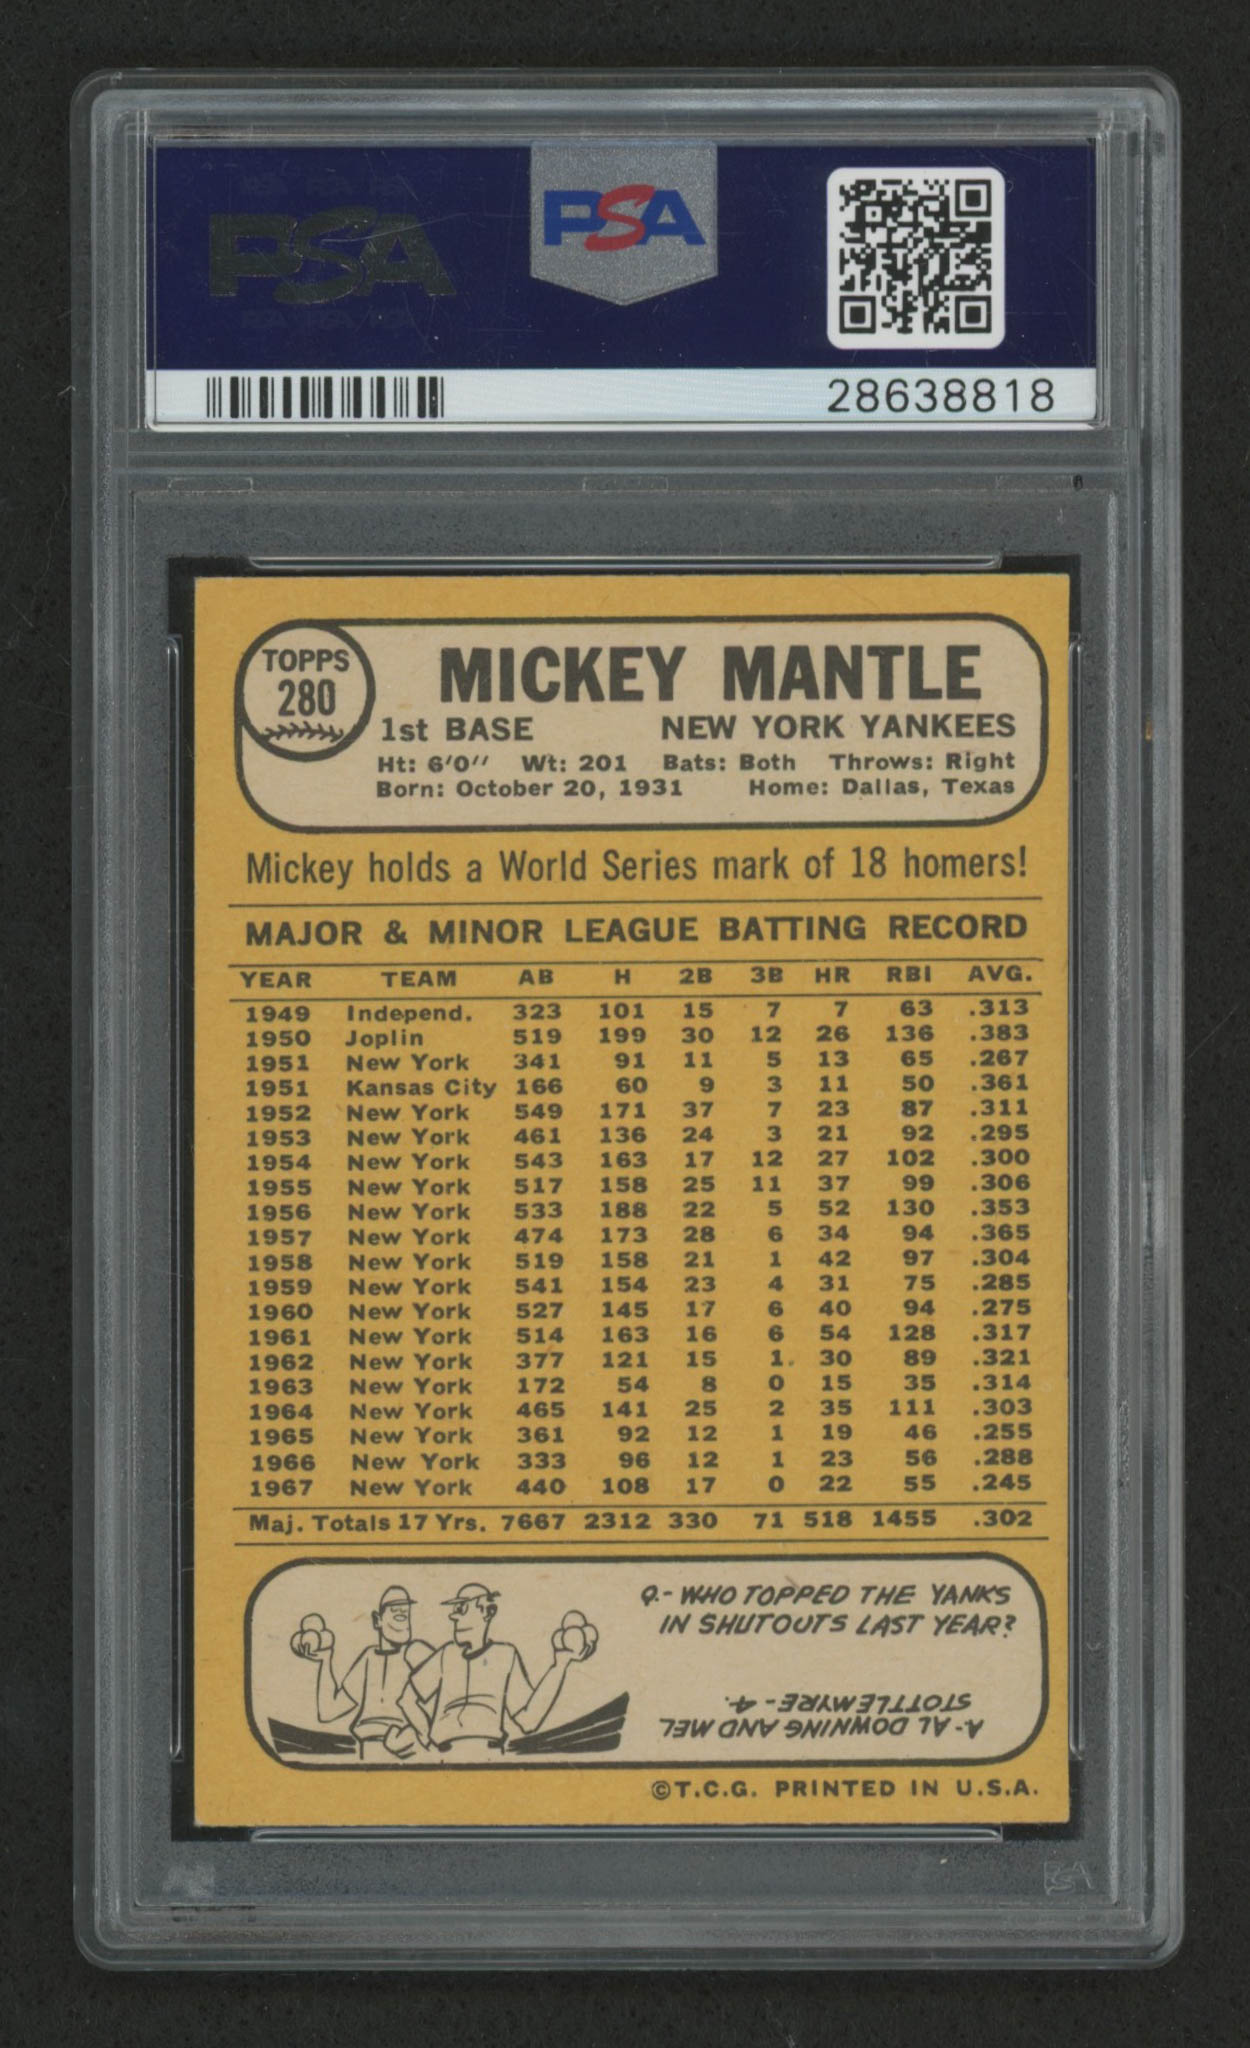 PSA PSA PSA
PSA
PSA
PSA PSA PSA
28638818
TOPPS
280
MICKEY MANTLE
1st BASE NEW YORK YANKEES
Ht: 6'0" Wt: 201 Bats: Both Throws: Right
Born: October 20, 1931 Home: Dallas, Texas
Mickey holds a World Series mark of 18 homers!
MAJOR & MINOR LEAGUE BATTING RECORD
YEAR TEAM AB H 2B 3B HR RBI AVG.
1949 Independ. 323 101 15 7 7 63 .313
1950 Joplin 519 199 30 12 26 136 .383
1951 New York 341 91 11 5 13 65 .267
1951 Kansas City 166 60 9 3 11 50 .361
1952 New York 549 171 37 7 23 87 .311
1953 New York 461 136 24 3 21 92 .295
1954 New York 543 163 17 12 27 102 .300
1955 New York 517 158 25 11 37 99 .306
1956 New York 533 188 22 5 52 130 .353
1957 New York 474 173 28 6 34 94 .365
1958 New York 519 158 21 1 42 97 .304
1959 New York 541 154 23 4 31 75 .285
1960 New York 527 145 17 6 40 94 .275
1961 New York 514 163 16 6 54 128 .317
1962 New York 377 121 15 1 30 89 .321
1963 New York 172 54 8 0 15 35 .314
1964 New York 465 141 25 2 35 111 .303
1965 New York 361 92 12 1 19 46 .255
1966 New York 333 96 12 1 23 56 .288
1967 New York 440 108 17 0 22 55 .245
Maj. Totals 17 Yrs. 7667 2312 330 71 518 1455 .302
Q.- WHO TOPPED THE YANKS
IN SHUTOUTS LAST YEAR?
A- AL DOWNING AND MEL
STOTTLEMYRE - 4.
©T.C.G. PRINTED IN U.S.A.
PSA